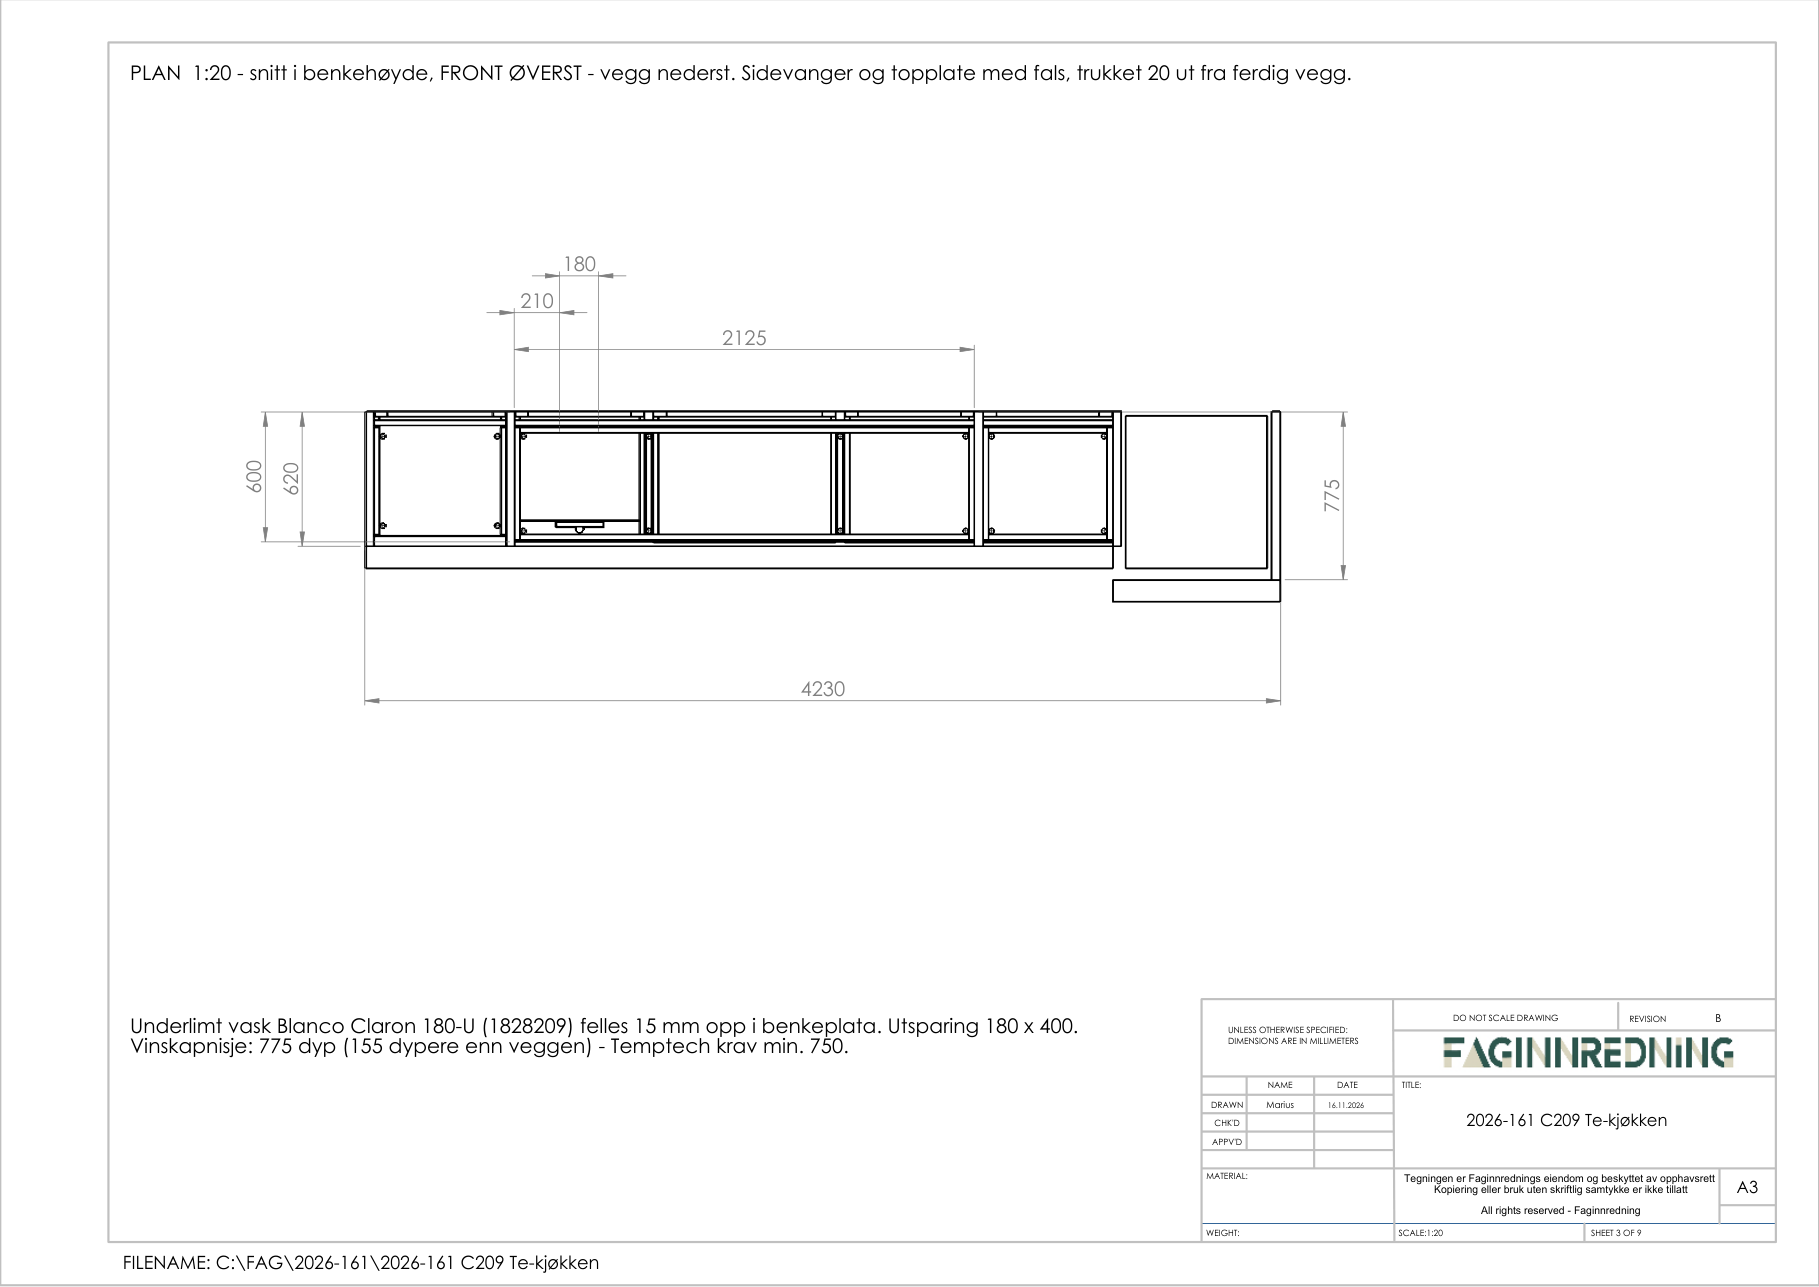 PLAN  1:20 - snitt i benkehøyde, FRONT ØVERST - vegg nederst. Sidevanger og topplate med fals, trukket 20 ut fra ferdig vegg.
180
210
2125
600
620
775
4230
Underlimt vask Blanco Claron 180-U (1828209) felles 15 mm opp i benkeplata. Utsparing 180 x 400.
Vinskapnisje: 775 dyp (155 dypere enn veggen) - Temptech krav min. 750.
UNLESS OTHERWISE SPECIFIED:
DIMENSIONS ARE IN MILLIMETERS
DO NOT SCALE DRAWING
REVISION B
FAGINNREDNING
NAME DATE
DRAWN Marius 16.11.2026
CHK'D
APPV'D
TITLE:
2026-161 C209 Te-kjøkken
MATERIAL:
Tegningen er Faginnrednings eiendom og beskyttet av opphavsrett
Kopiering eller bruk uten skriftlig samtykke er ikke tillatt
All rights reserved - Faginnredning
A3
WEIGHT:
SCALE:1:20
SHEET 3 OF 9
FILENAME: C:\FAG\2026-161\2026-161 C209 Te-kjøkken